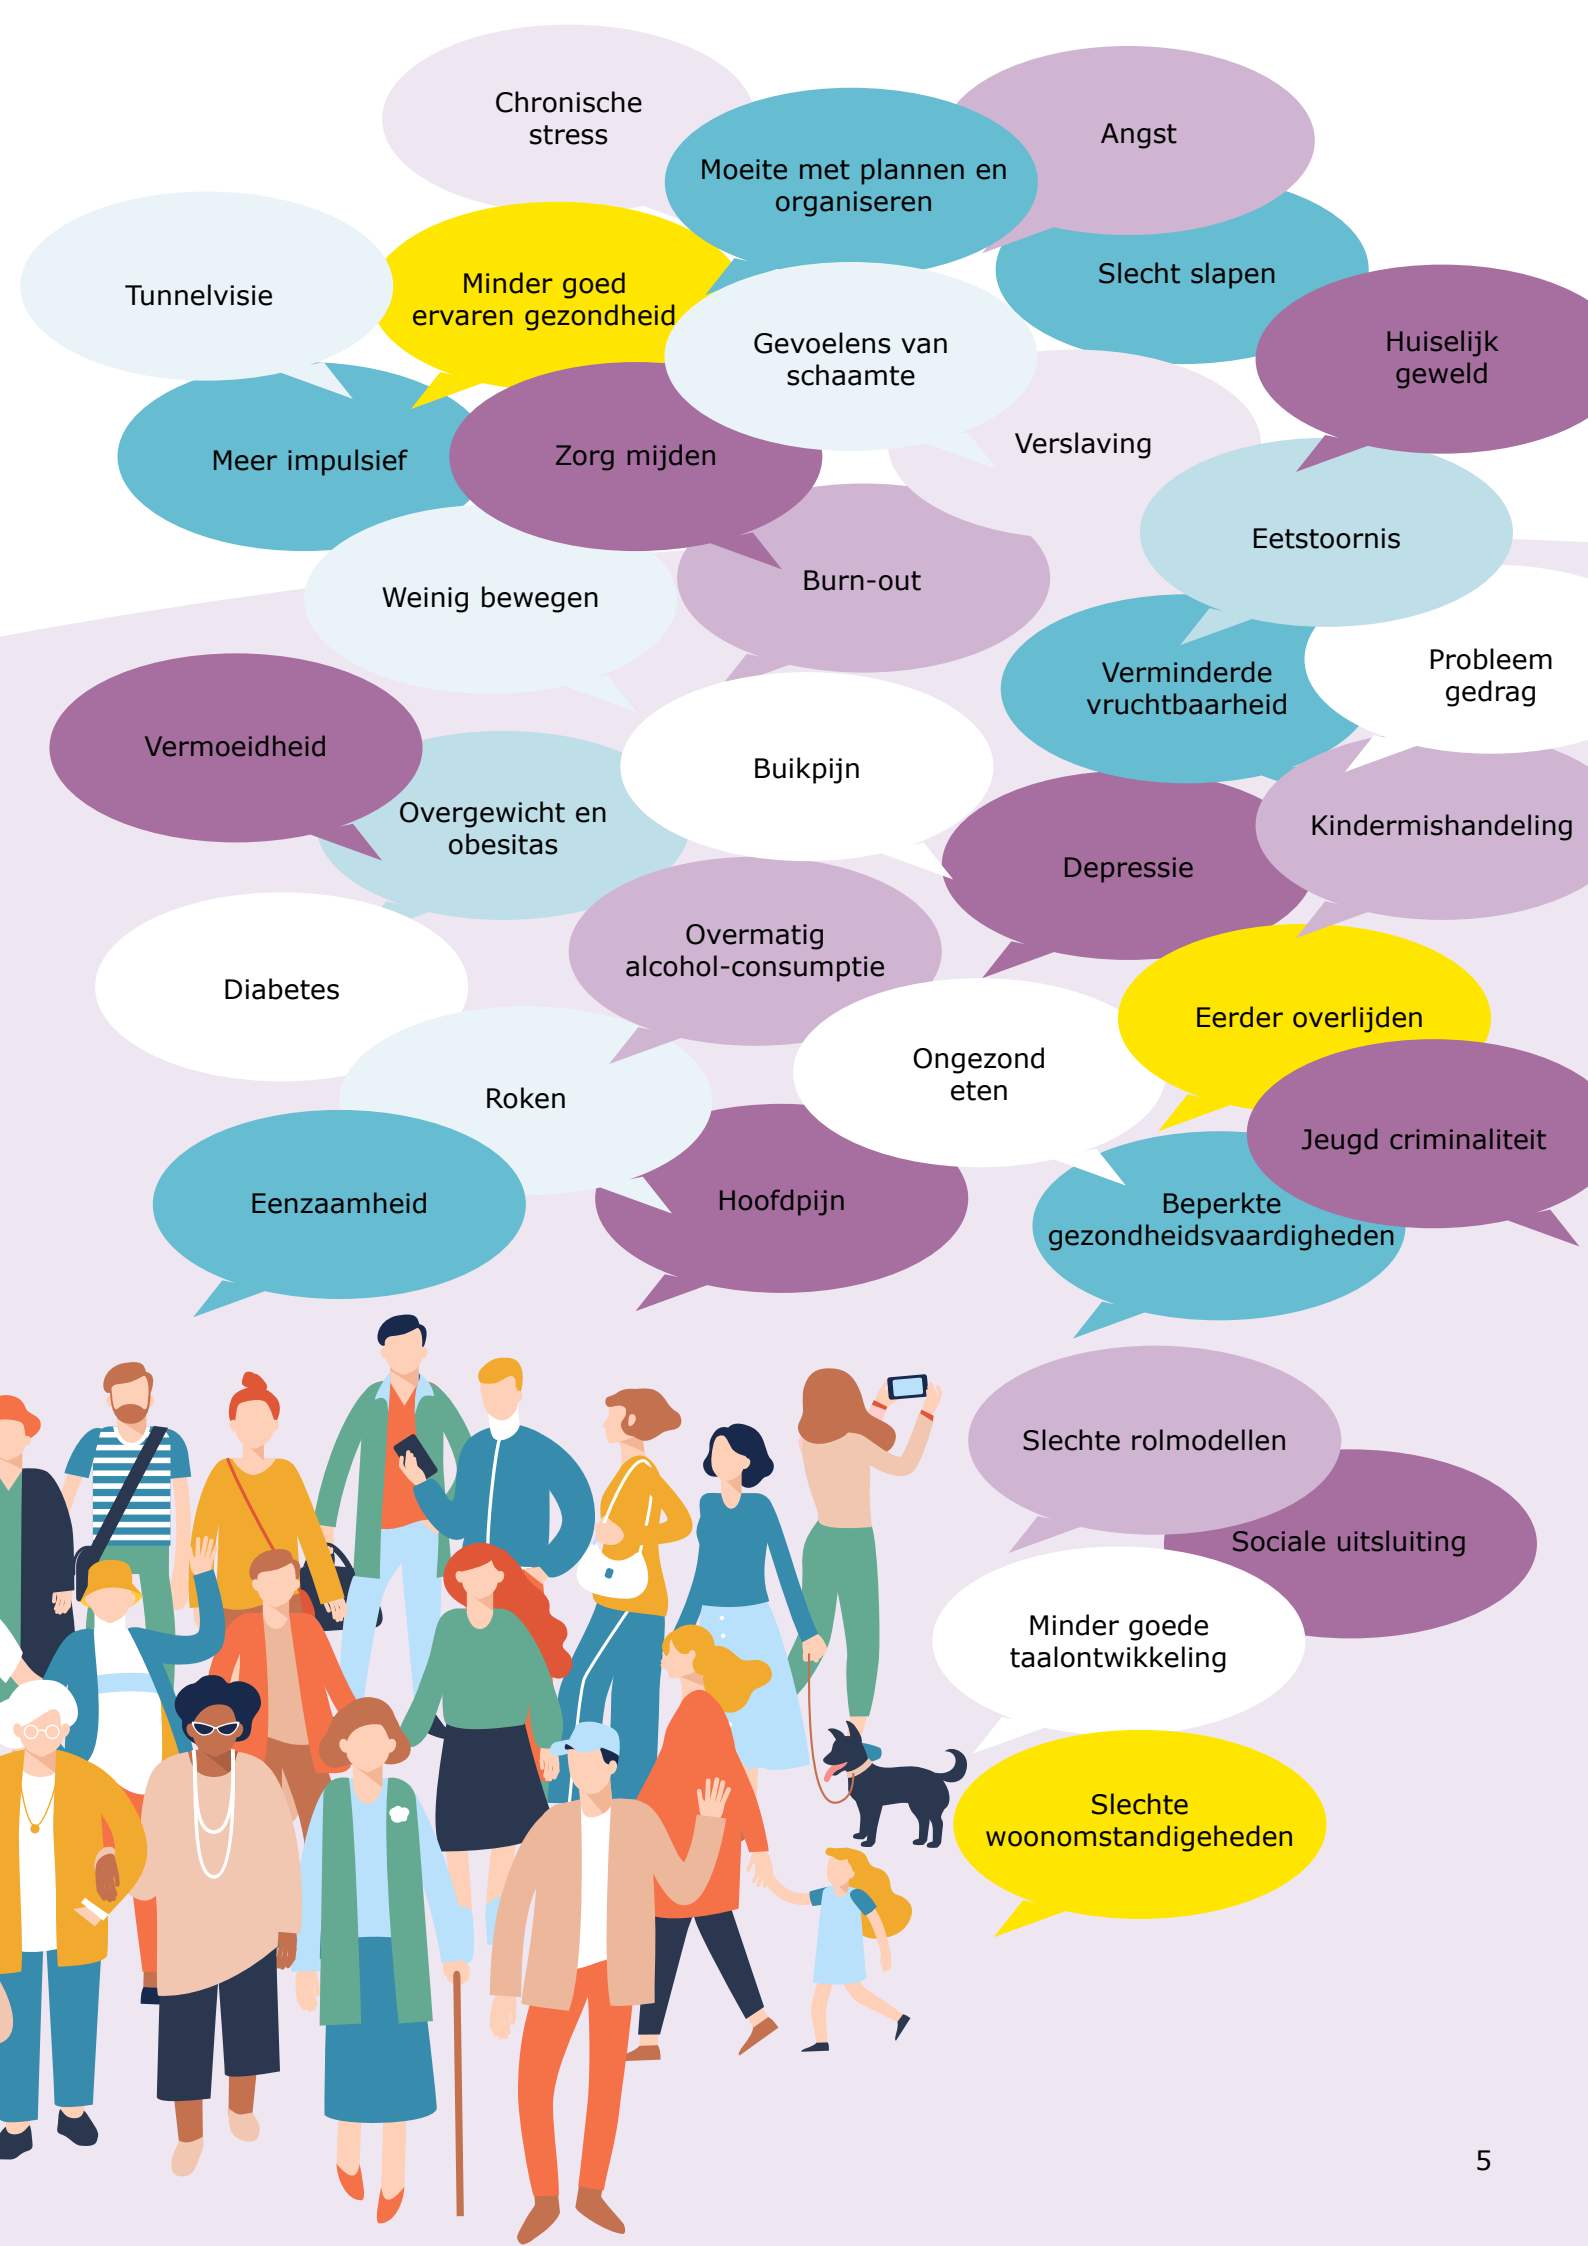 Chronische
stress
Angst
Moeite met plannen en
organiseren
Slecht slapen
Tunnelvisie
Minder goed
ervaren gezondheid
Gevoelens van
schaamte
Huiselijk
geweld
Meer impulsief
Zorg mijden
Verslaving
Eetstoornis
Weinig bewegen
Burn-out
Verminderde
vruchtbaarheid
Probleem
gedrag
Vermoeidheid
Buikpijn
Overgewicht en
obesitas
Kindermishandeling
Depressie
Overmatig
alcohol-consumptie
Diabetes
Eerder overlijden
Ongezond
eten
Roken
Jeugd criminaliteit
Eenzaamheid
Hoofdpijn
Beperkte
gezondheidsvaardigheden
Slechte rolmodellen
Sociale uitsluiting
Minder goede
taalontwikkeling
Slechte
woonomstandigeheden
5